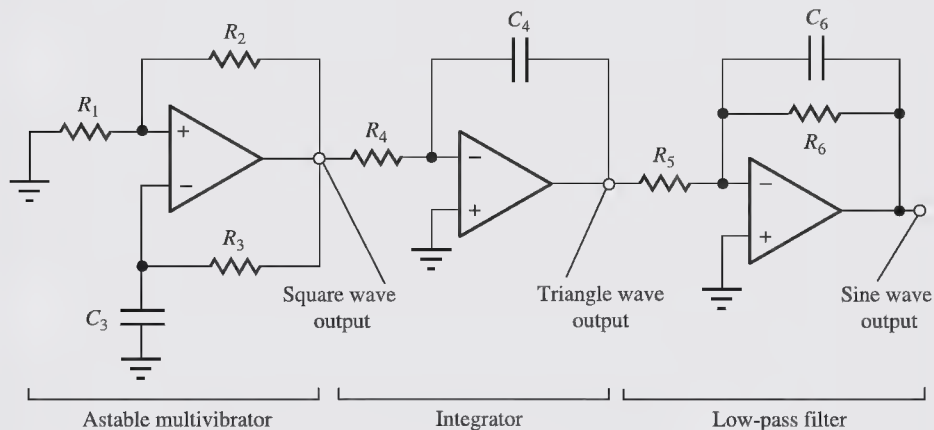 R2
C4
C6
R1
+
−
R4
−
+
R3
C3
R5
R6
−
+
Square wave
output
Triangle wave
output
Sine wave
output
Astable multivibrator
Integrator
Low-pass filter